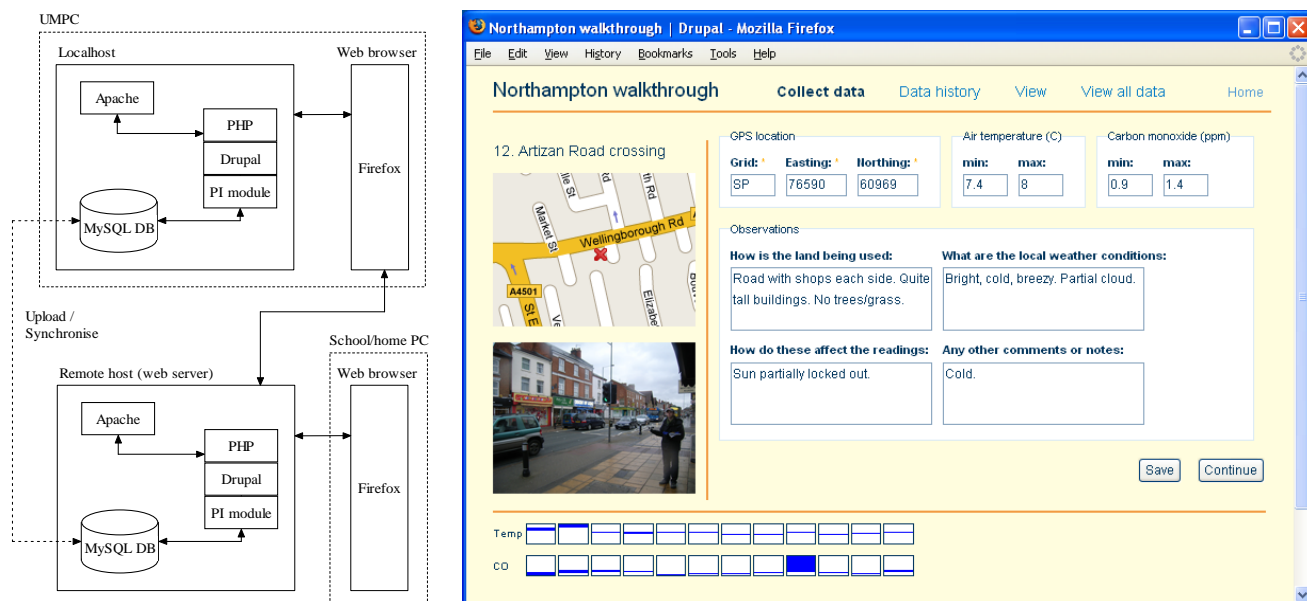 UMPC
Localhost
Web browser
Apache
PHP
Drupal
PI module
MySQL DB
Firefox
Upload /
Synchronise
School/home PC
Remote host (web server)
Web browser
Apache
PHP
Drupal
PI module
MySQL DB
Firefox
Northampton walkthrough | Drupal - Mozilla Firefox
File Edit View History Bookmarks Tools Help
Northampton walkthrough Collect data Data history View View all data Home
12. Artizan Road crossing
Market St
Wellingborough Rd
A4501
St E
Elizabe
GPS location
Grid: * Easting: * Northing: *
SP 76590 60969
Air temperature (C)
min: max:
7.4 8
Carbon monoxide (ppm)
min: max:
0.9 1.4
Observations
How is the land being used:
Road with shops each side. Quite
tall buildings. No trees/grass.
What are the local weather conditions:
Bright, cold, breezy. Partial cloud.
How do these affect the readings:
Sun partially locked out.
Any other comments or notes:
Cold.
Save Continue
Temp
CO